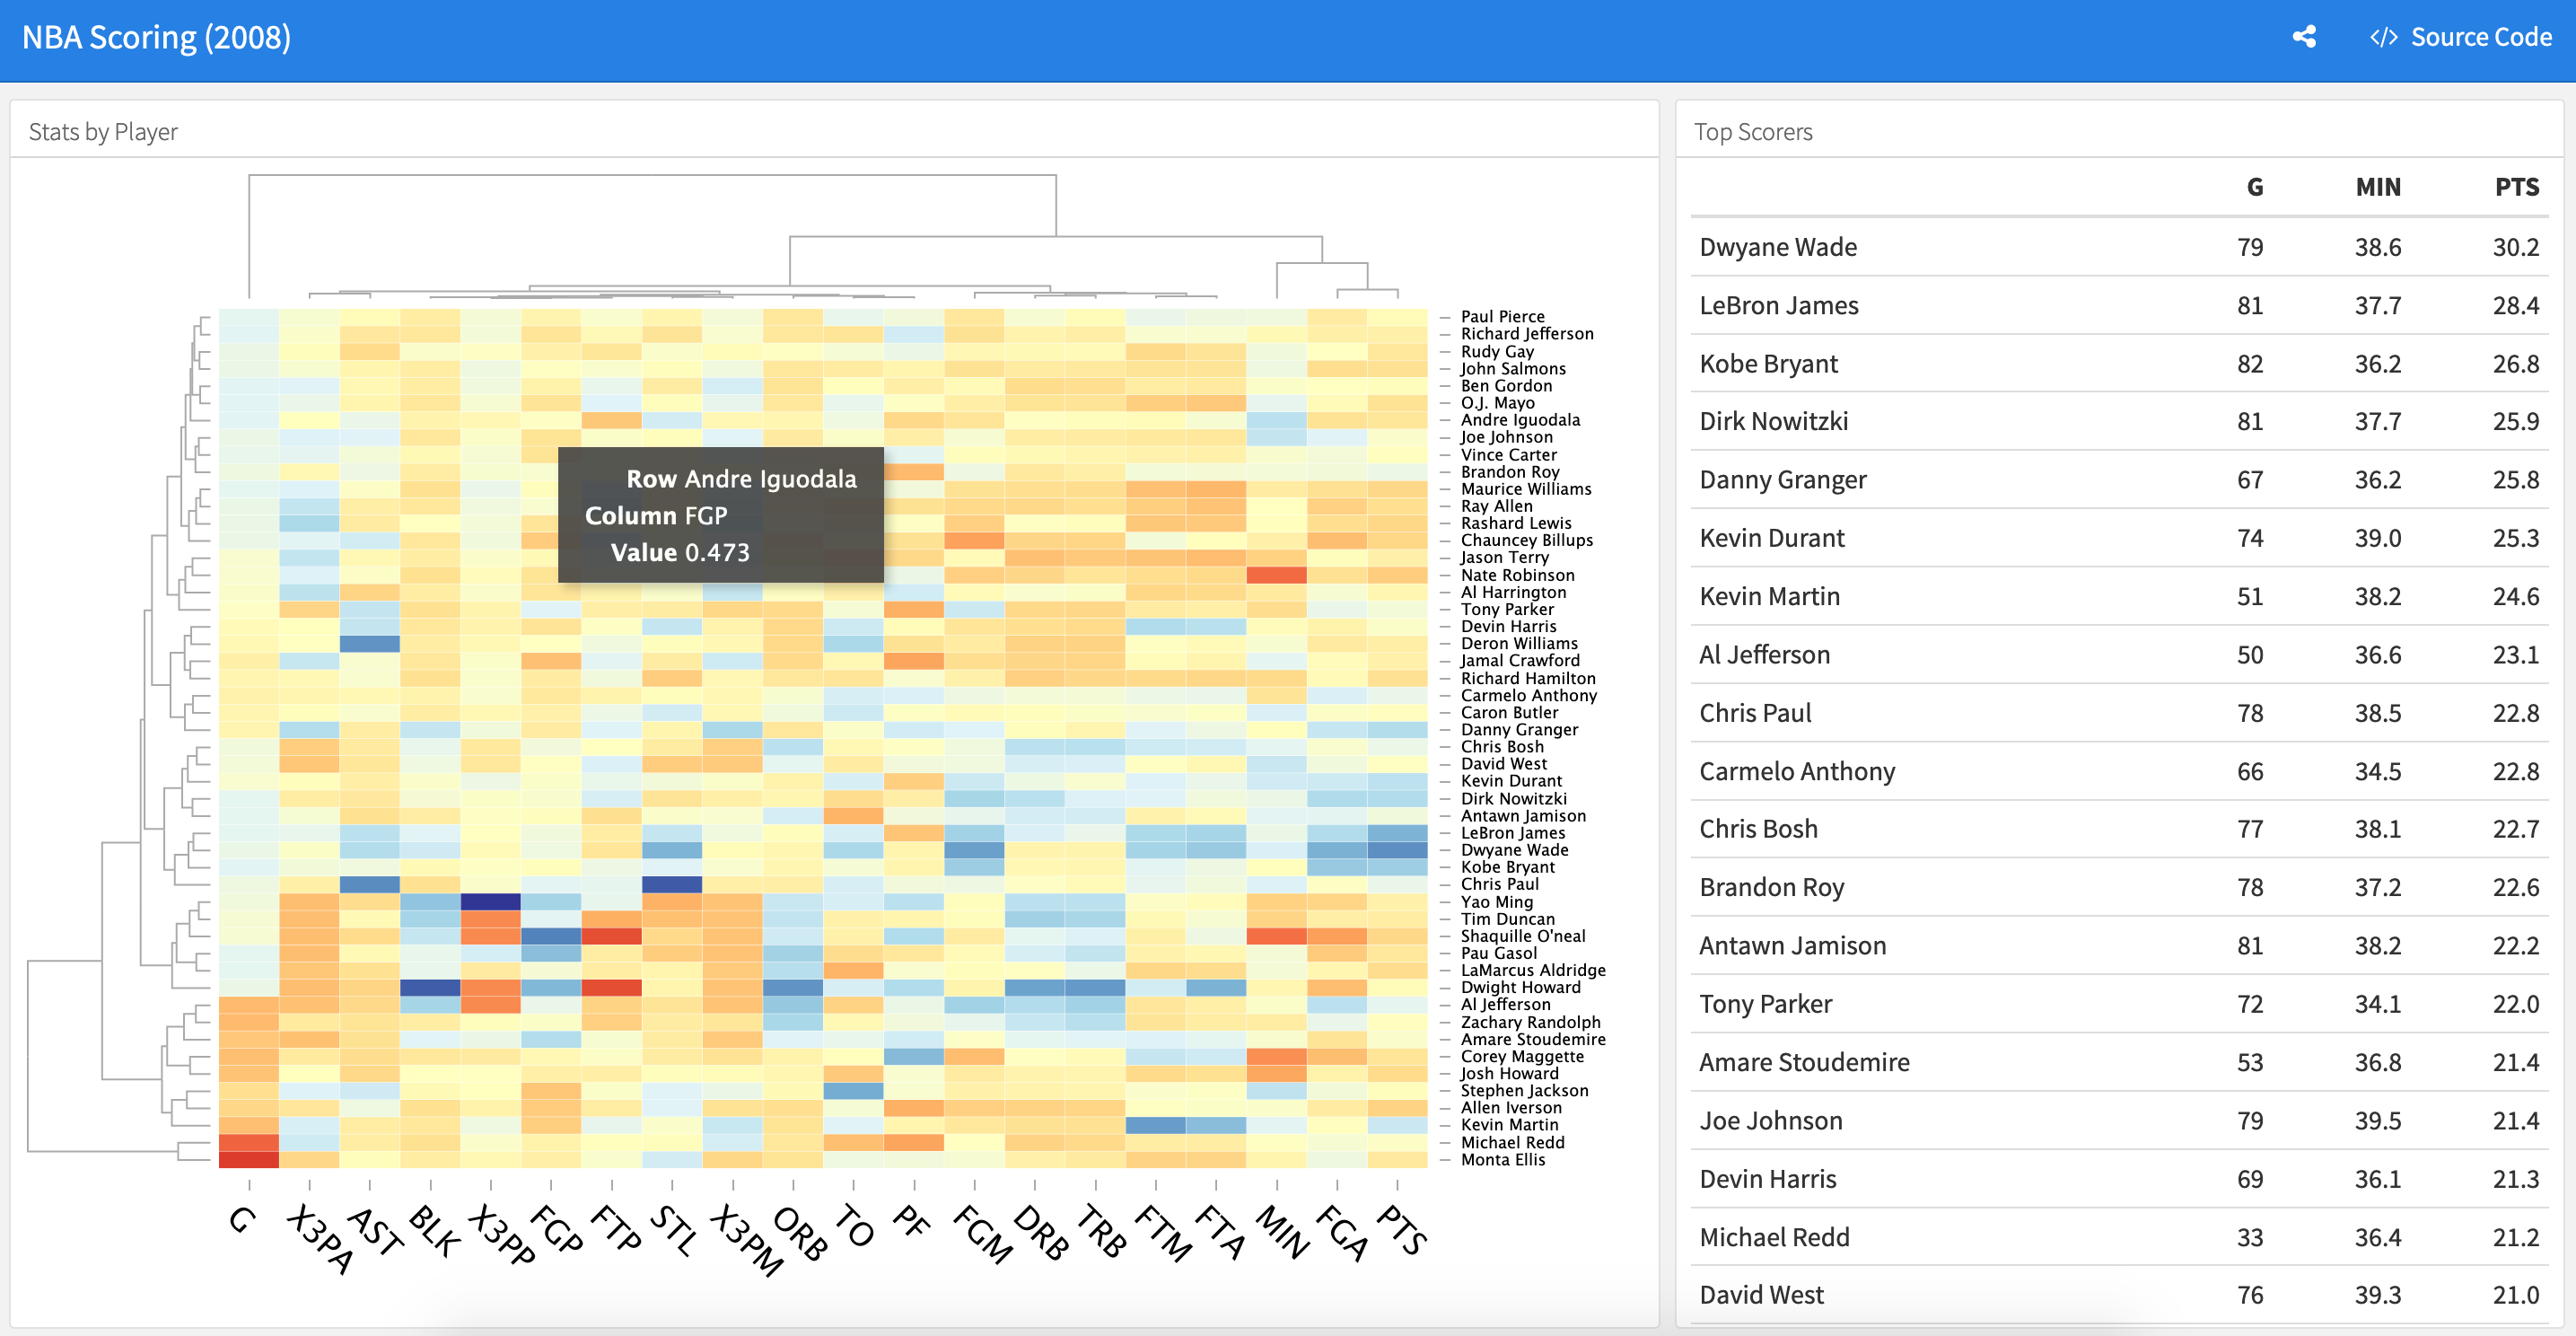 NBA Scoring (2008)
</> Source Code
Stats by Player
Paul Pierce
Richard Jefferson
Rudy Gay
John Salmons
Ben Gordon
O.J. Mayo
Andre Iguodala
Joe Johnson
Vince Carter
Brandon Roy
Maurice Williams
Ray Allen
Rashard Lewis
Chauncey Billups
Jason Terry
Nate Robinson
Al Harrington
Tony Parker
Devin Harris
Deron Williams
Jamal Crawford
Richard Hamilton
Carmelo Anthony
Caron Butler
Danny Granger
Chris Bosh
David West
Kevin Durant
Dirk Nowitzki
Antawn Jamison
LeBron James
Dwyane Wade
Kobe Bryant
Chris Paul
Yao Ming
Tim Duncan
Shaquille O'neal
Pau Gasol
LaMarcus Aldridge
Dwight Howard
Al Jefferson
Zachary Randolph
Amare Stoudemire
Corey Maggette
Josh Howard
Stephen Jackson
Allen Iverson
Kevin Martin
Michael Redd
Monta Ellis
Row Andre Iguodala
Column FGP
Value 0.473
G X3PA AST BLK X3PP FGP FTP STL X3PM ORB TO PF FGM DRB TRB FTM FTA MIN FGA PTS
Top Scorers
G MIN PTS
Dwyane Wade 79 38.6 30.2
LeBron James 81 37.7 28.4
Kobe Bryant 82 36.2 26.8
Dirk Nowitzki 81 37.7 25.9
Danny Granger 67 36.2 25.8
Kevin Durant 74 39.0 25.3
Kevin Martin 51 38.2 24.6
Al Jefferson 50 36.6 23.1
Chris Paul 78 38.5 22.8
Carmelo Anthony 66 34.5 22.8
Chris Bosh 77 38.1 22.7
Brandon Roy 78 37.2 22.6
Antawn Jamison 81 38.2 22.2
Tony Parker 72 34.1 22.0
Amare Stoudemire 53 36.8 21.4
Joe Johnson 79 39.5 21.4
Devin Harris 69 36.1 21.3
Michael Redd 33 36.4 21.2
David West 76 39.3 21.0